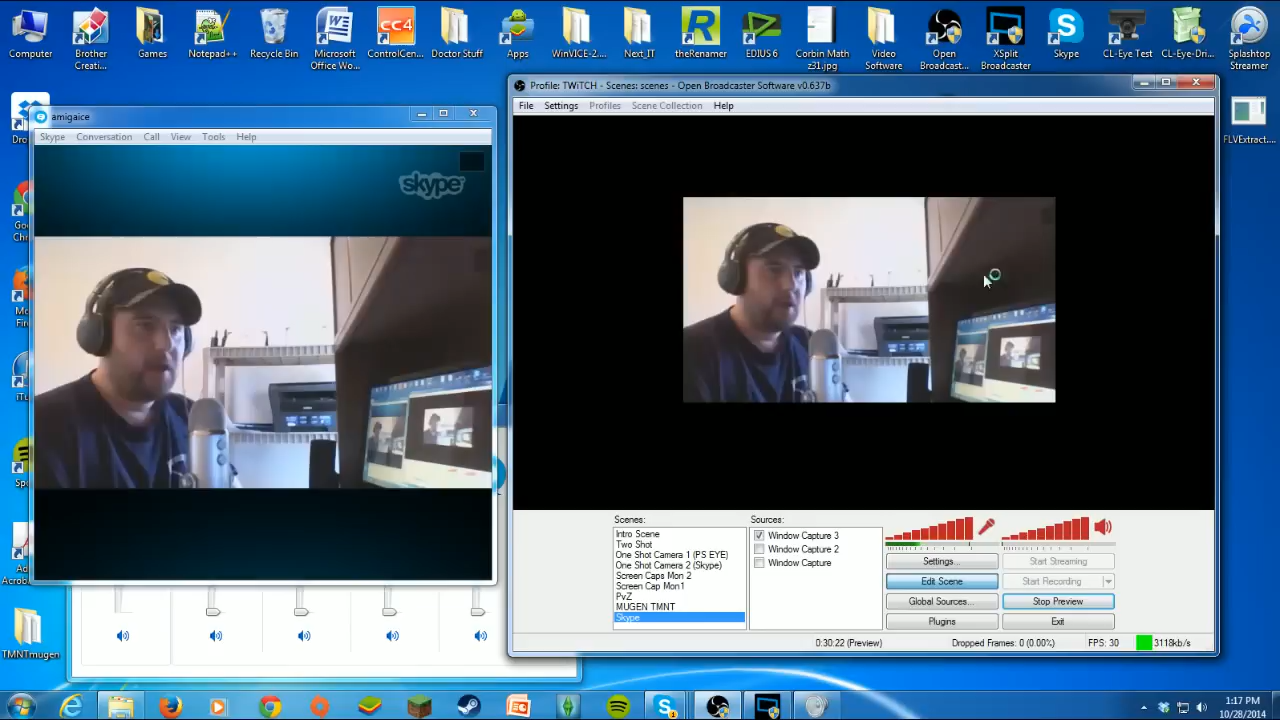 Computer
Brother Creati...
Games
Notepad++
Recycle Bin
Microsoft Office Wo...
ControlCen...
Doctor Stuff
Apps
WinVICE-2....
Next_IT
theRenamer
EDIUS 6
Corbin Math z31.jpg
Video Software
Open Broadcast...
XSplit Broadcaster
Skype
CL-Eye Test
CL-Eye-Dri...
Splashtop Streamer
CC4
amigaice
Skype Conversation Call View Tools Help
skype
Profile: TWiTCH - Scenes: scenes - Open Broadcaster Software v0.637b
File Settings Profiles Scene Collection Help
FLVExtract....
TMNTmugen
Scenes:
Intro Scene
Two Shot
One Shot Camera 1 (PS EYE)
One Shot Camera 2 (Skype)
Screen Caps Mon 2
Screen Cap Mon1
PvZ
MUGEN TMNT
Skype
Sources:
Window Capture 3
Window Capture 2
Window Capture
Settings...
Start Streaming
Edit Scene
Start Recording
Global Sources...
Stop Preview
Plugins
Exit
0:30:22 (Preview)
Dropped Frames: 0 (0.00%)
FPS: 30
3118kb/s
1:17 PM
10/28/2014